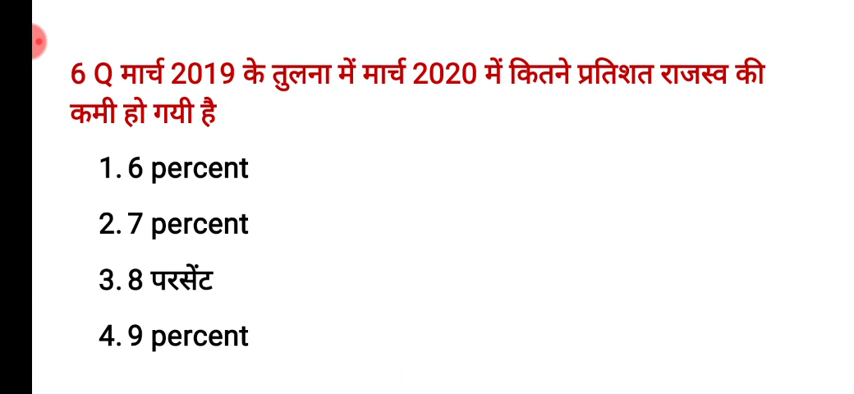 6 Q मार्च 2019 के तुलना में मार्च 2020 में कितने प्रतिशत राजस्व की
कमी हो गयी है
1. 6 percent
2. 7 percent
3. 8 परसेंट
4. 9 percent